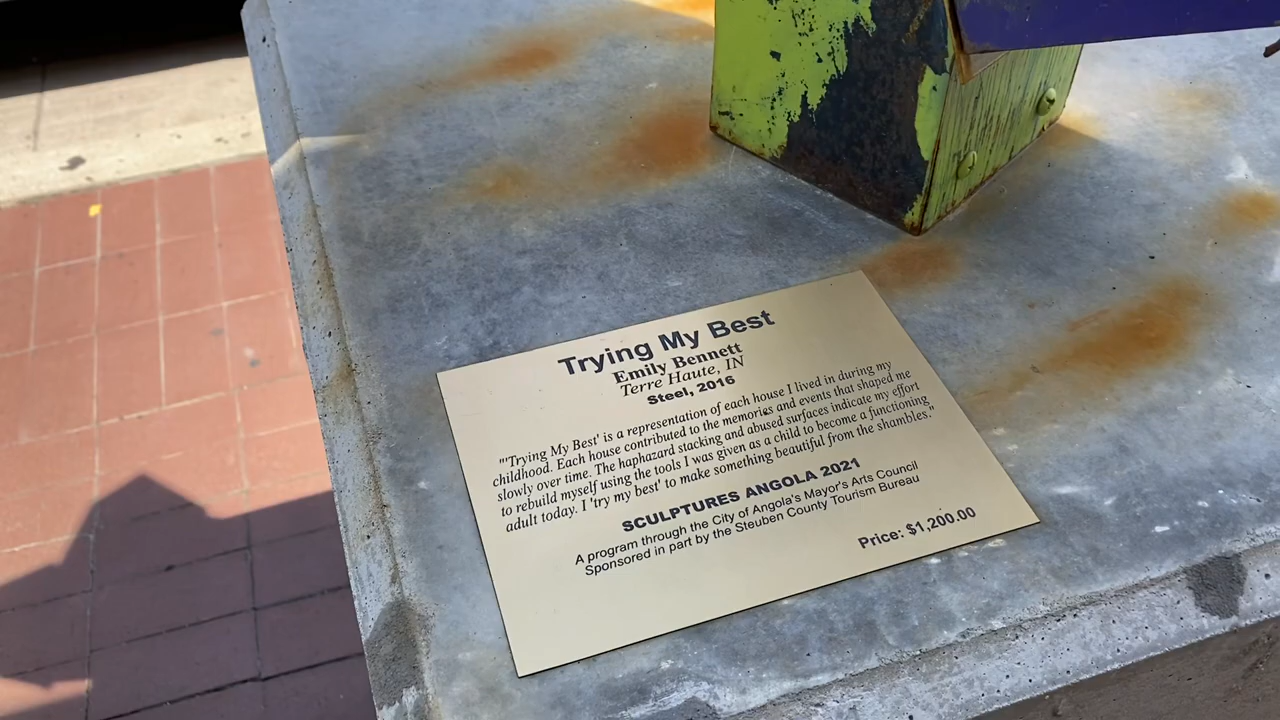 Trying My Best
Emily Bennett
Terre Haute, IN
Steel, 2016
"'Trying My Best' is a representation of each house I lived in during my
childhood. Each house contributed to the memories and events that shaped me
slowly over time. The haphazard stacking and abused surfaces indicate my effort
to rebuild myself using the tools I was given as a child to become a functioning
adult today. I 'try my best' to make something beautiful from the shambles."
SCULPTURES ANGOLA 2021
A program through the City of Angola's Mayor's Arts Council
Sponsored in part by the Steuben County Tourism Bureau
Price: $1,200.00